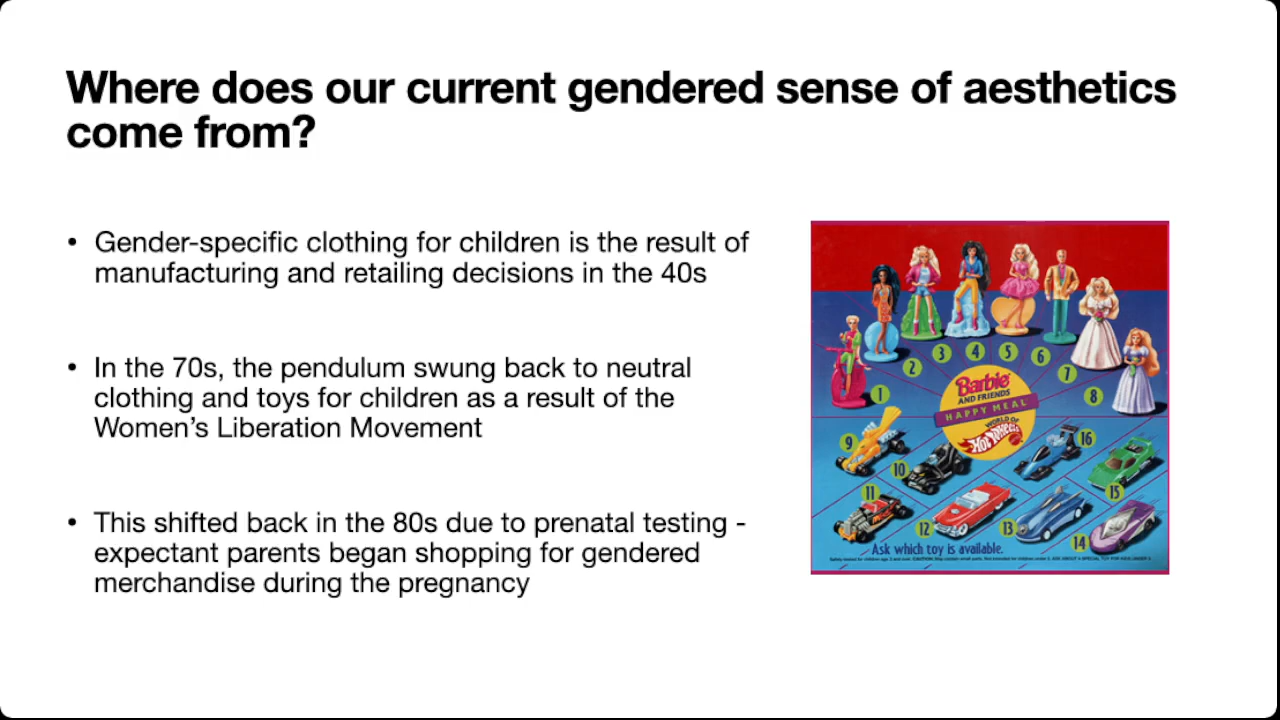 Where does our current gendered sense of aesthetics
come from?
• Gender-specific clothing for children is the result of
manufacturing and retailing decisions in the 40s
• In the 70s, the pendulum swung back to neutral
clothing and toys for children as a result of the
Women’s Liberation Movement
• This shifted back in the 80s due to prenatal testing -
expectant parents began shopping for gendered
merchandise during the pregnancy
1
2
3
4
5
6
7
8
Barbie
AND FRIENDS
HAPPY MEAL
WORLD OF
Hot Wheels
9
10
16
11
12
13
14
15
Ask which toy is available.